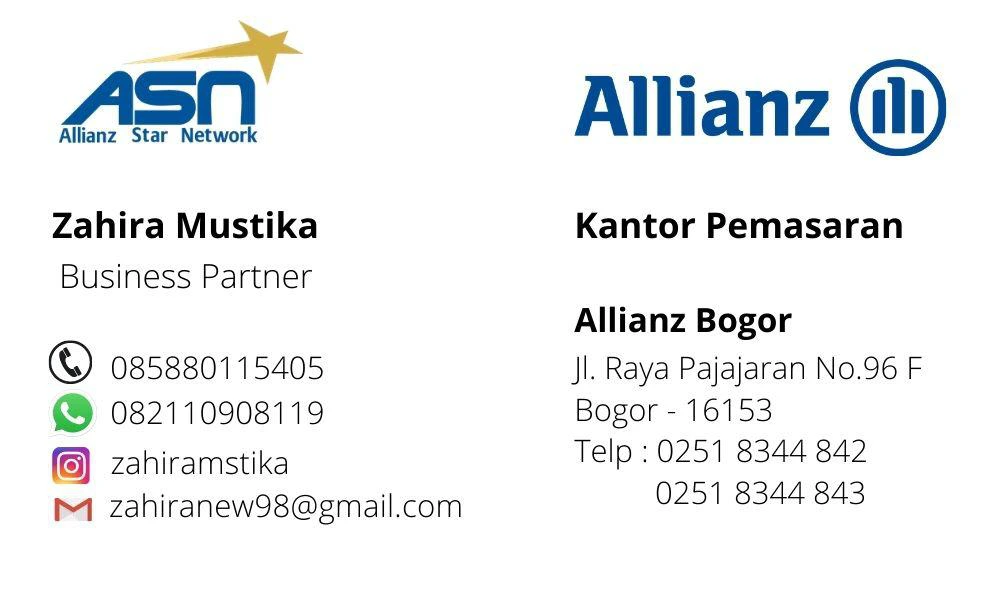 ASN
Allianz Star Network
Zahira Mustika
Business Partner
085880115405
082110908119
zahiramstika
zahiranew98@gmail.com
Allianz
Kantor Pemasaran
Allianz Bogor
Jl. Raya Pajajaran No.96 F
Bogor - 16153
Telp : 0251 8344 842
0251 8344 843